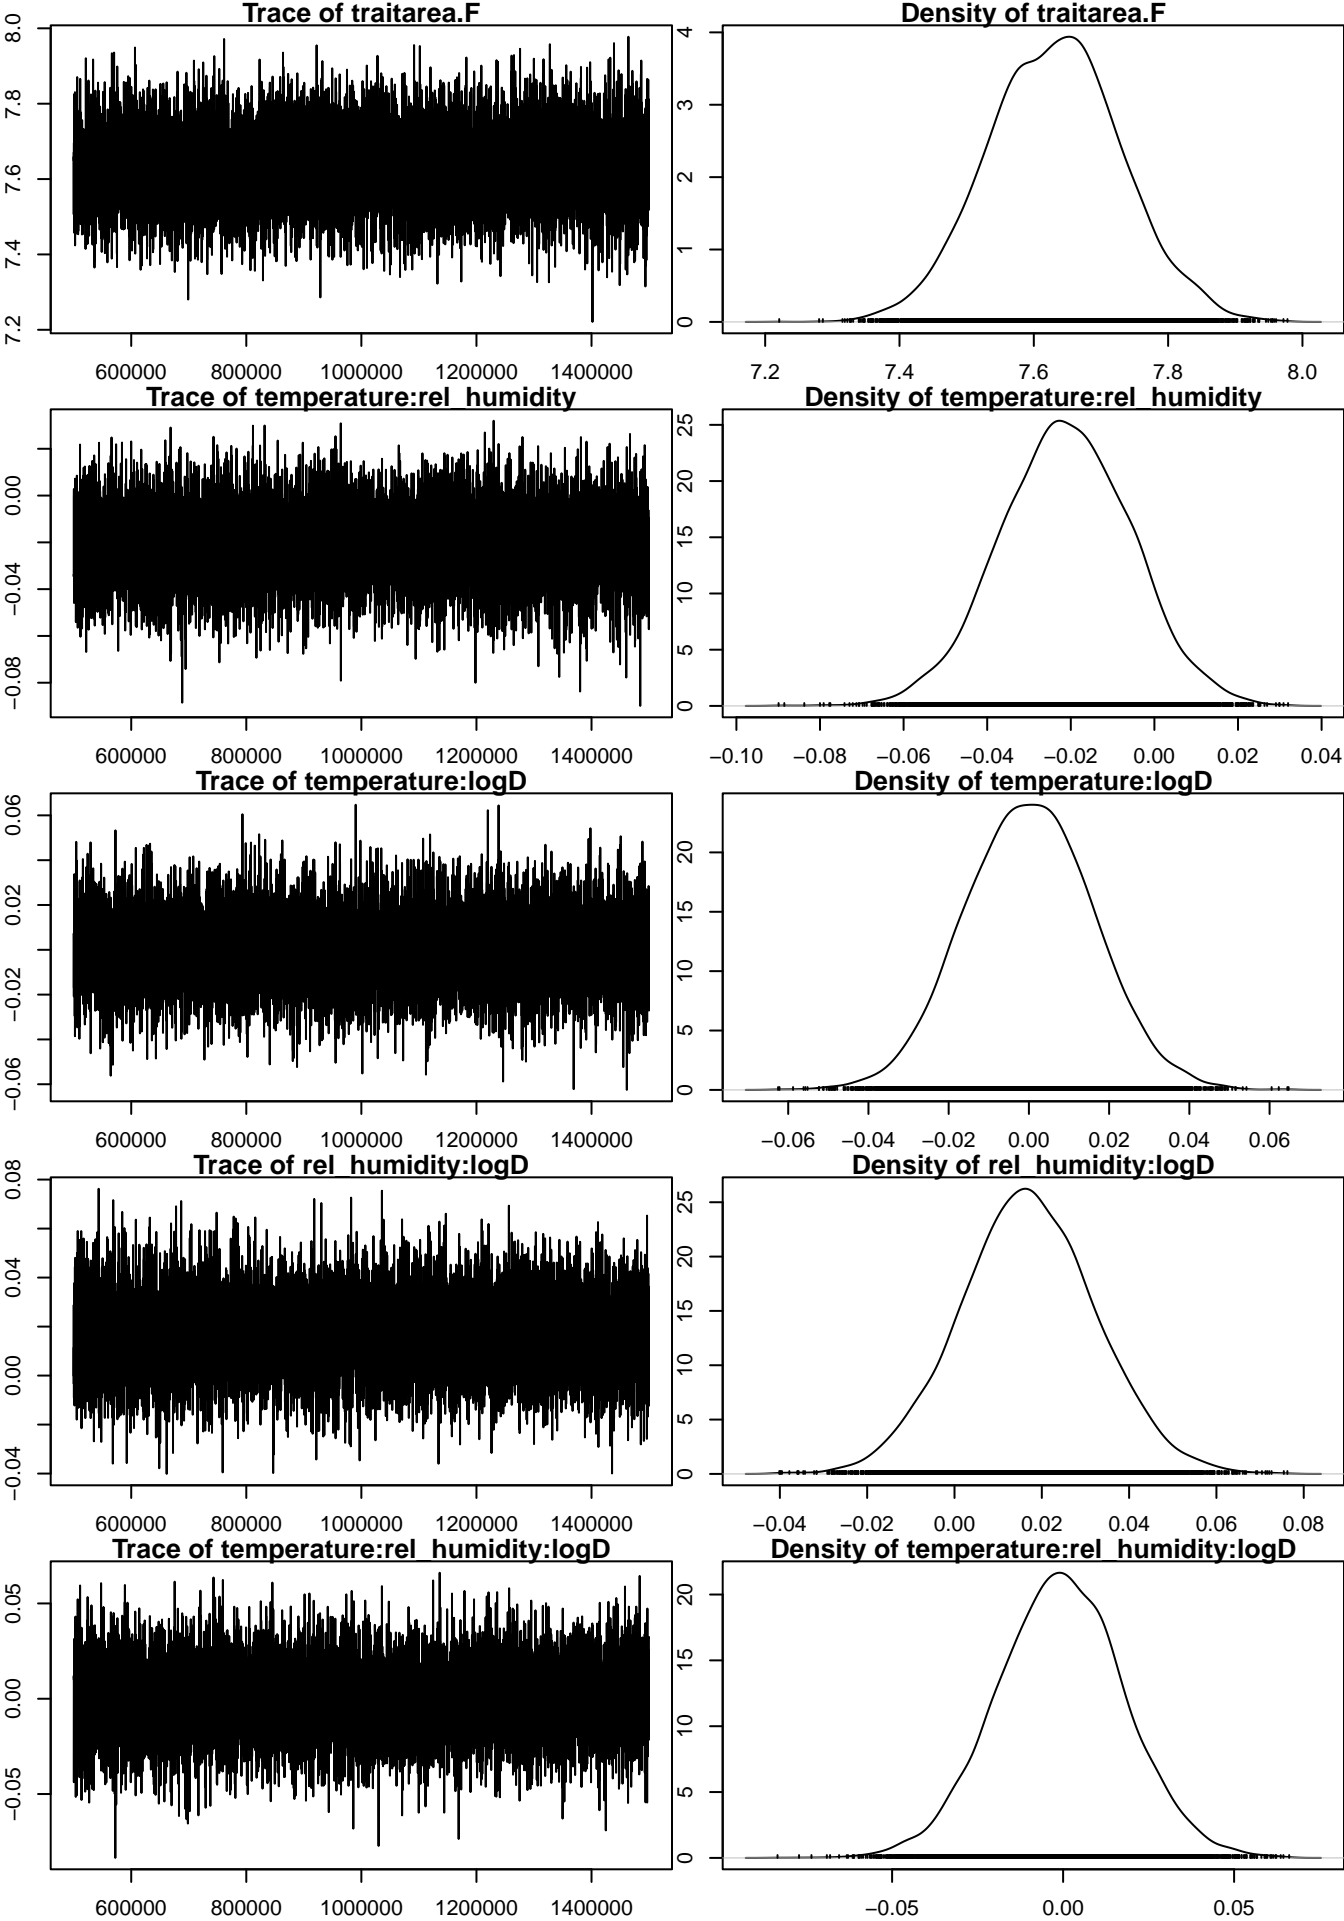 Trace of traitarea.F
7.2 7.4 7.6 7.8 8.0
600000 800000 1000000 1200000 1400000
Density of traitarea.F
0 1 2 3 4
7.2 7.4 7.6 7.8 8.0
Trace of temperature:rel_humidity
−0.08 −0.04 0.00
600000 800000 1000000 1200000 1400000
Density of temperature:rel_humidity
0 5 10 15 20 25
−0.10 −0.08 −0.06 −0.04 −0.02 0.00 0.02 0.04
Trace of temperature:logD
−0.06 −0.02 0.02 0.06
600000 800000 1000000 1200000 1400000
Density of temperature:logD
0 5 10 15 20
−0.06 −0.04 −0.02 0.00 0.02 0.04 0.06
Trace of rel_humidity:logD
−0.04 0.00 0.04 0.08
600000 800000 1000000 1200000 1400000
Density of rel_humidity:logD
0 5 10 15 20 25
−0.04 −0.02 0.00 0.02 0.04 0.06 0.08
Trace of temperature:rel_humidity:logD
−0.05 0.00 0.05
600000 800000 1000000 1200000 1400000
Density of temperature:rel_humidity:logD
0 5 10 15 20
−0.05 0.00 0.05